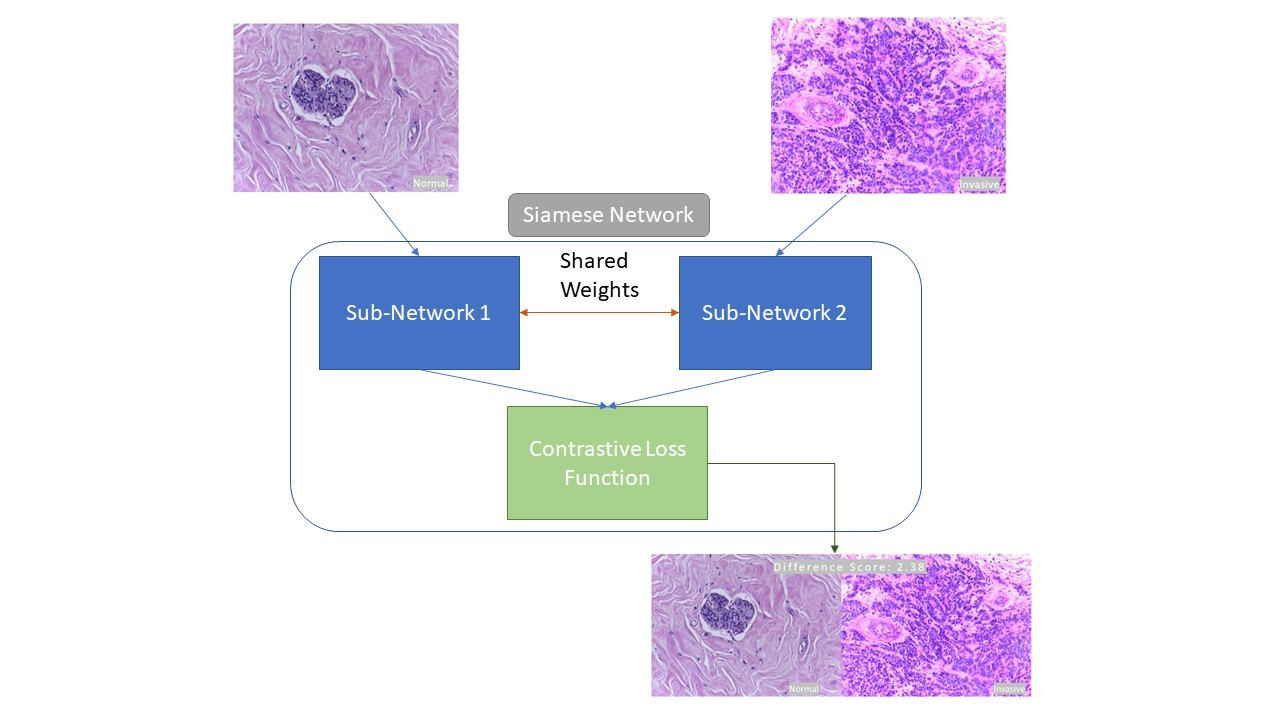 Normal
Invasive
Siamese Network
Shared
Weights
Sub-Network 1
Sub-Network 2
Contrastive Loss
Function
Difference Score: 2.38
Normal
Invasive